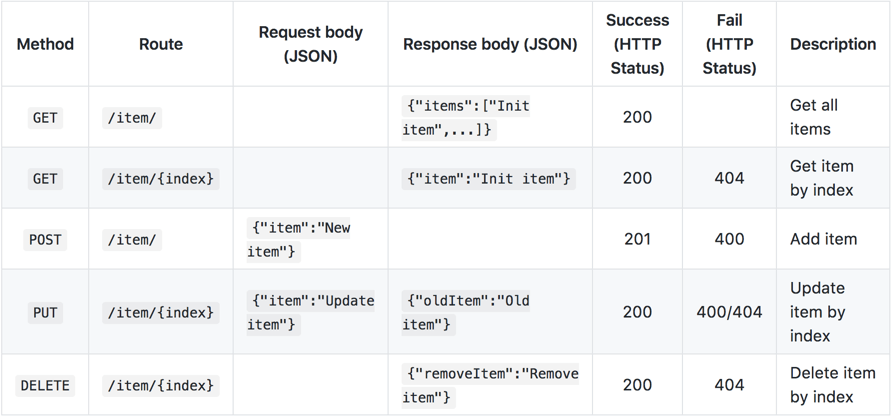 Method Route Request body (JSON) Response body (JSON) Success (HTTP Status) Fail (HTTP Status) Description
GET /item/ {"items":["Init item",...]} 200 Get all items
GET /item/{index} {"item":"Init item"} 200 404 Get item by index
POST /item/ {"item":"New item"} 201 400 Add item
PUT /item/{index} {"item":"Update item"} {"oldItem":"Old item"} 200 400/404 Update item by index
DELETE /item/{index} {"removeItem":"Remove item"} 200 404 Delete item by index